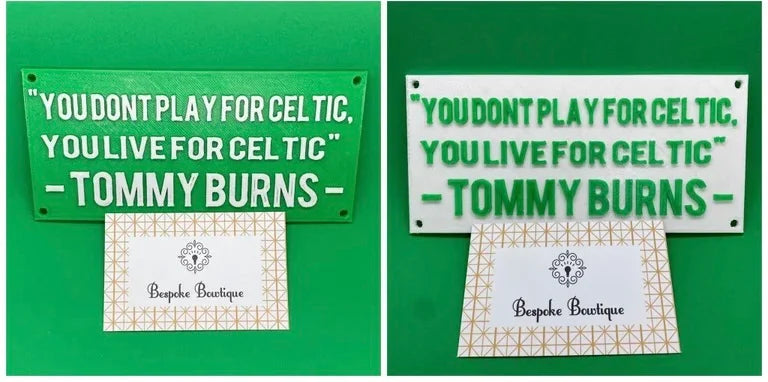 "YOU DONT PLAY FOR CELTIC,
YOU LIVE FOR CELTIC"
- TOMMY BURNS -
Bespoke Bowtique
"YOU DONT PLAY FOR CELTIC,
YOU LIVE FOR CELTIC"
- TOMMY BURNS -
Bespoke Bowtique